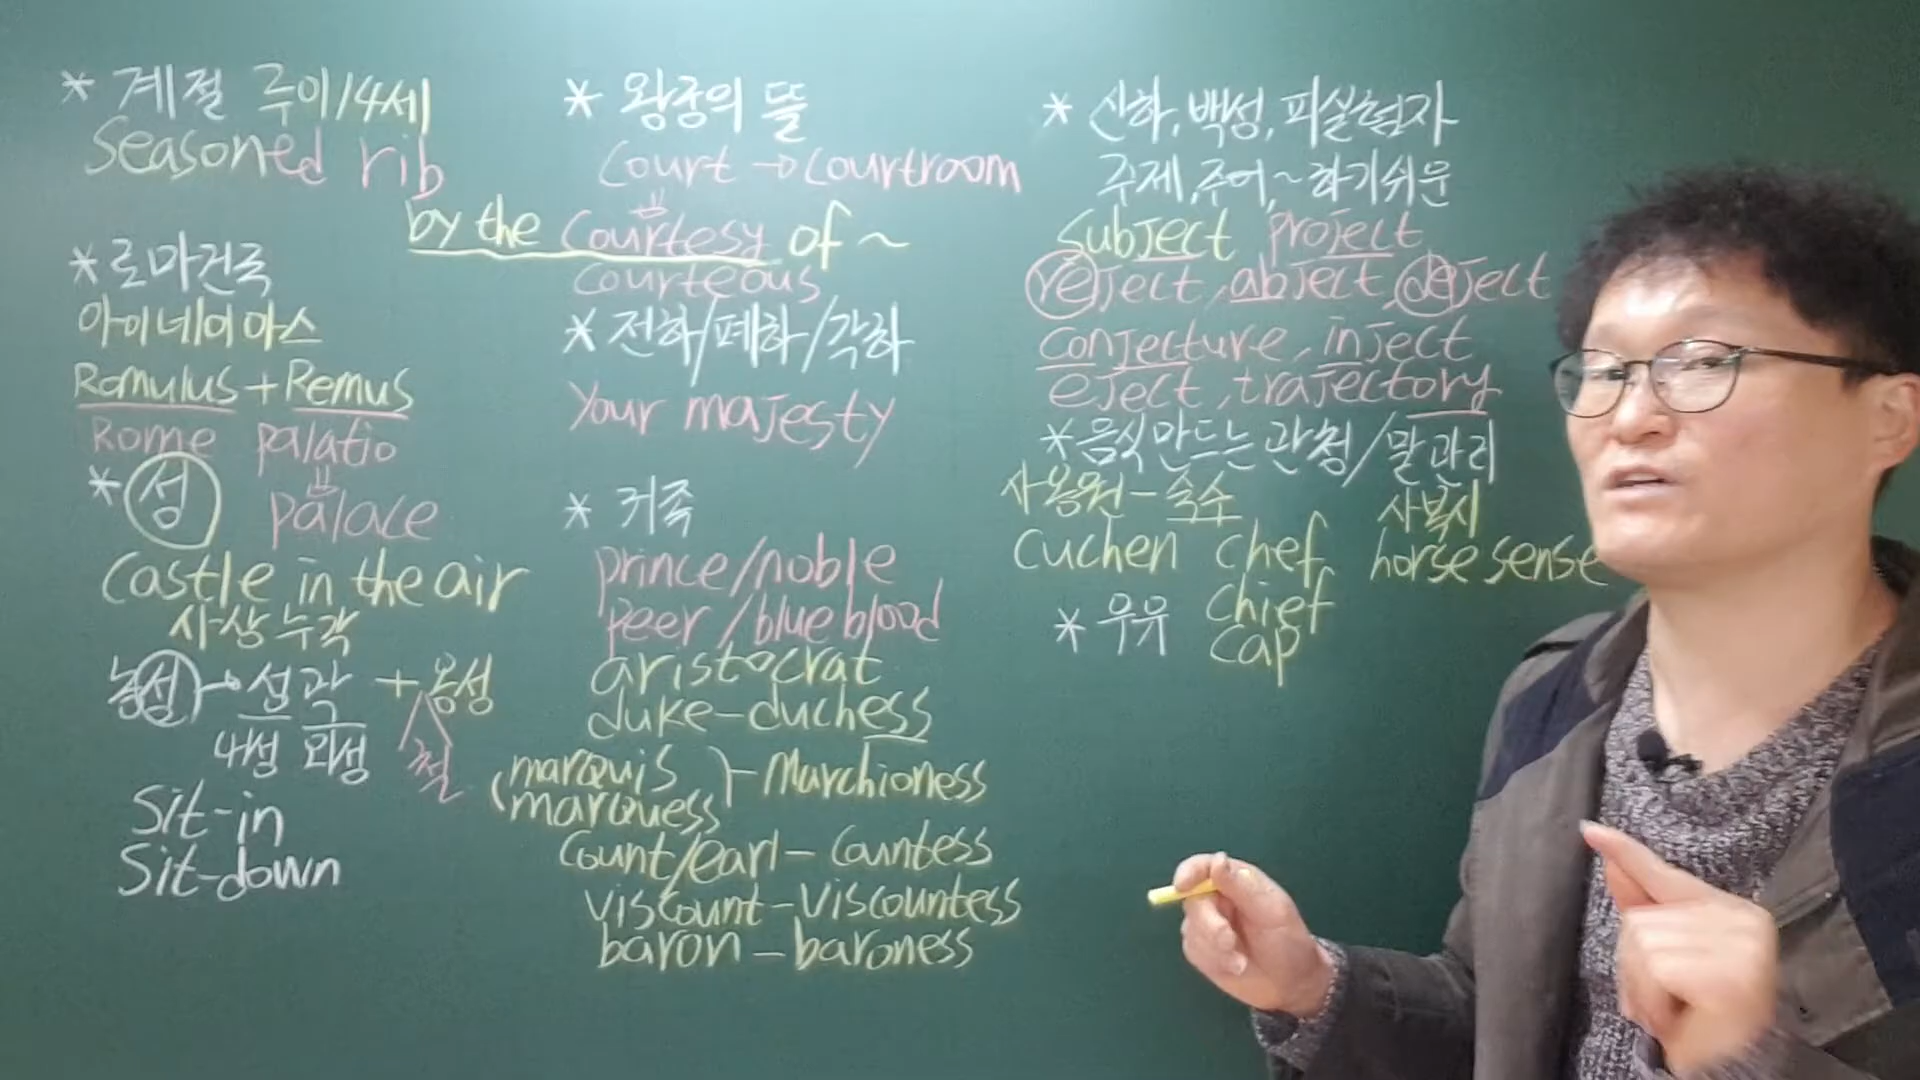 * 계절 루이/4세
Seasoned rib
* 로마건국
아이네이아스
Romulus + Remus
Rome palatio
* 성 palace
Castle in the air
사상누각
농성→성곽 + 옹성
내성 외성
Sit-in
Sit-down
* 왕궁의 뜰
Court → courtroom
by the courtesy of ~
courteous
* 전하/폐하/각하
Your majesty
* 귀족
prince/noble
peer/blue blood
aristocrat
duke-duchess
(marquis
marquess) - Marchioness
Count/earl - Countess
Viscount - Viscountess
baron - baroness
* 신하, 백성, 피실험자
주제, 주어, ~하기쉬운
subject project
reject, abject, deject
conjecture, inject
eject, trajectory
* 음식 만드는 관청/말 관리
사옹원 - 숙수 사복시
Cuchen chef horse sense
chief
cap
* 우유